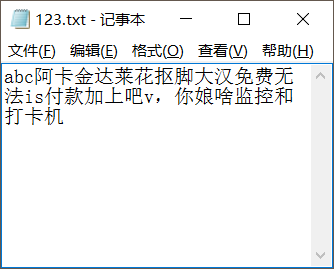 123.txt - 记事本
文件(F) 编辑(E) 格式(O) 查看(V) 帮助(H)
abc阿卡金达莱花抠脚大汉免费无
法is付款加上吧v，你娘啥监控和
打卡机